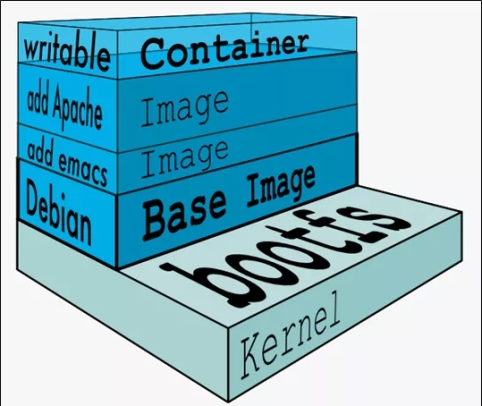 writable Container
add Apache Image
add emacs Image
Debian Base Image
bootfs
Kernel